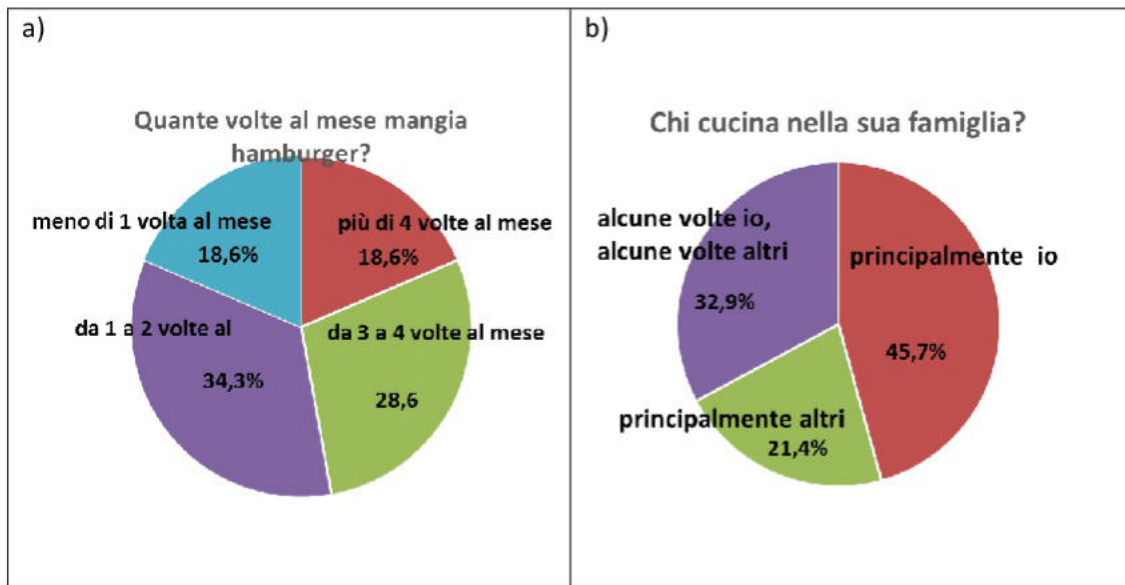 a)
Quante volte al mese mangia
hamburger?
meno di 1 volta al mese
18,6%
più di 4 volte al mese
18,6%
da 1 a 2 volte al
34,3%
da 3 a 4 volte al mese
28,6
b)
Chi cucina nella sua famiglia?
alcune volte io,
alcune volte altri
32,9%
principalmente io
45,7%
principalmente altri
21,4%